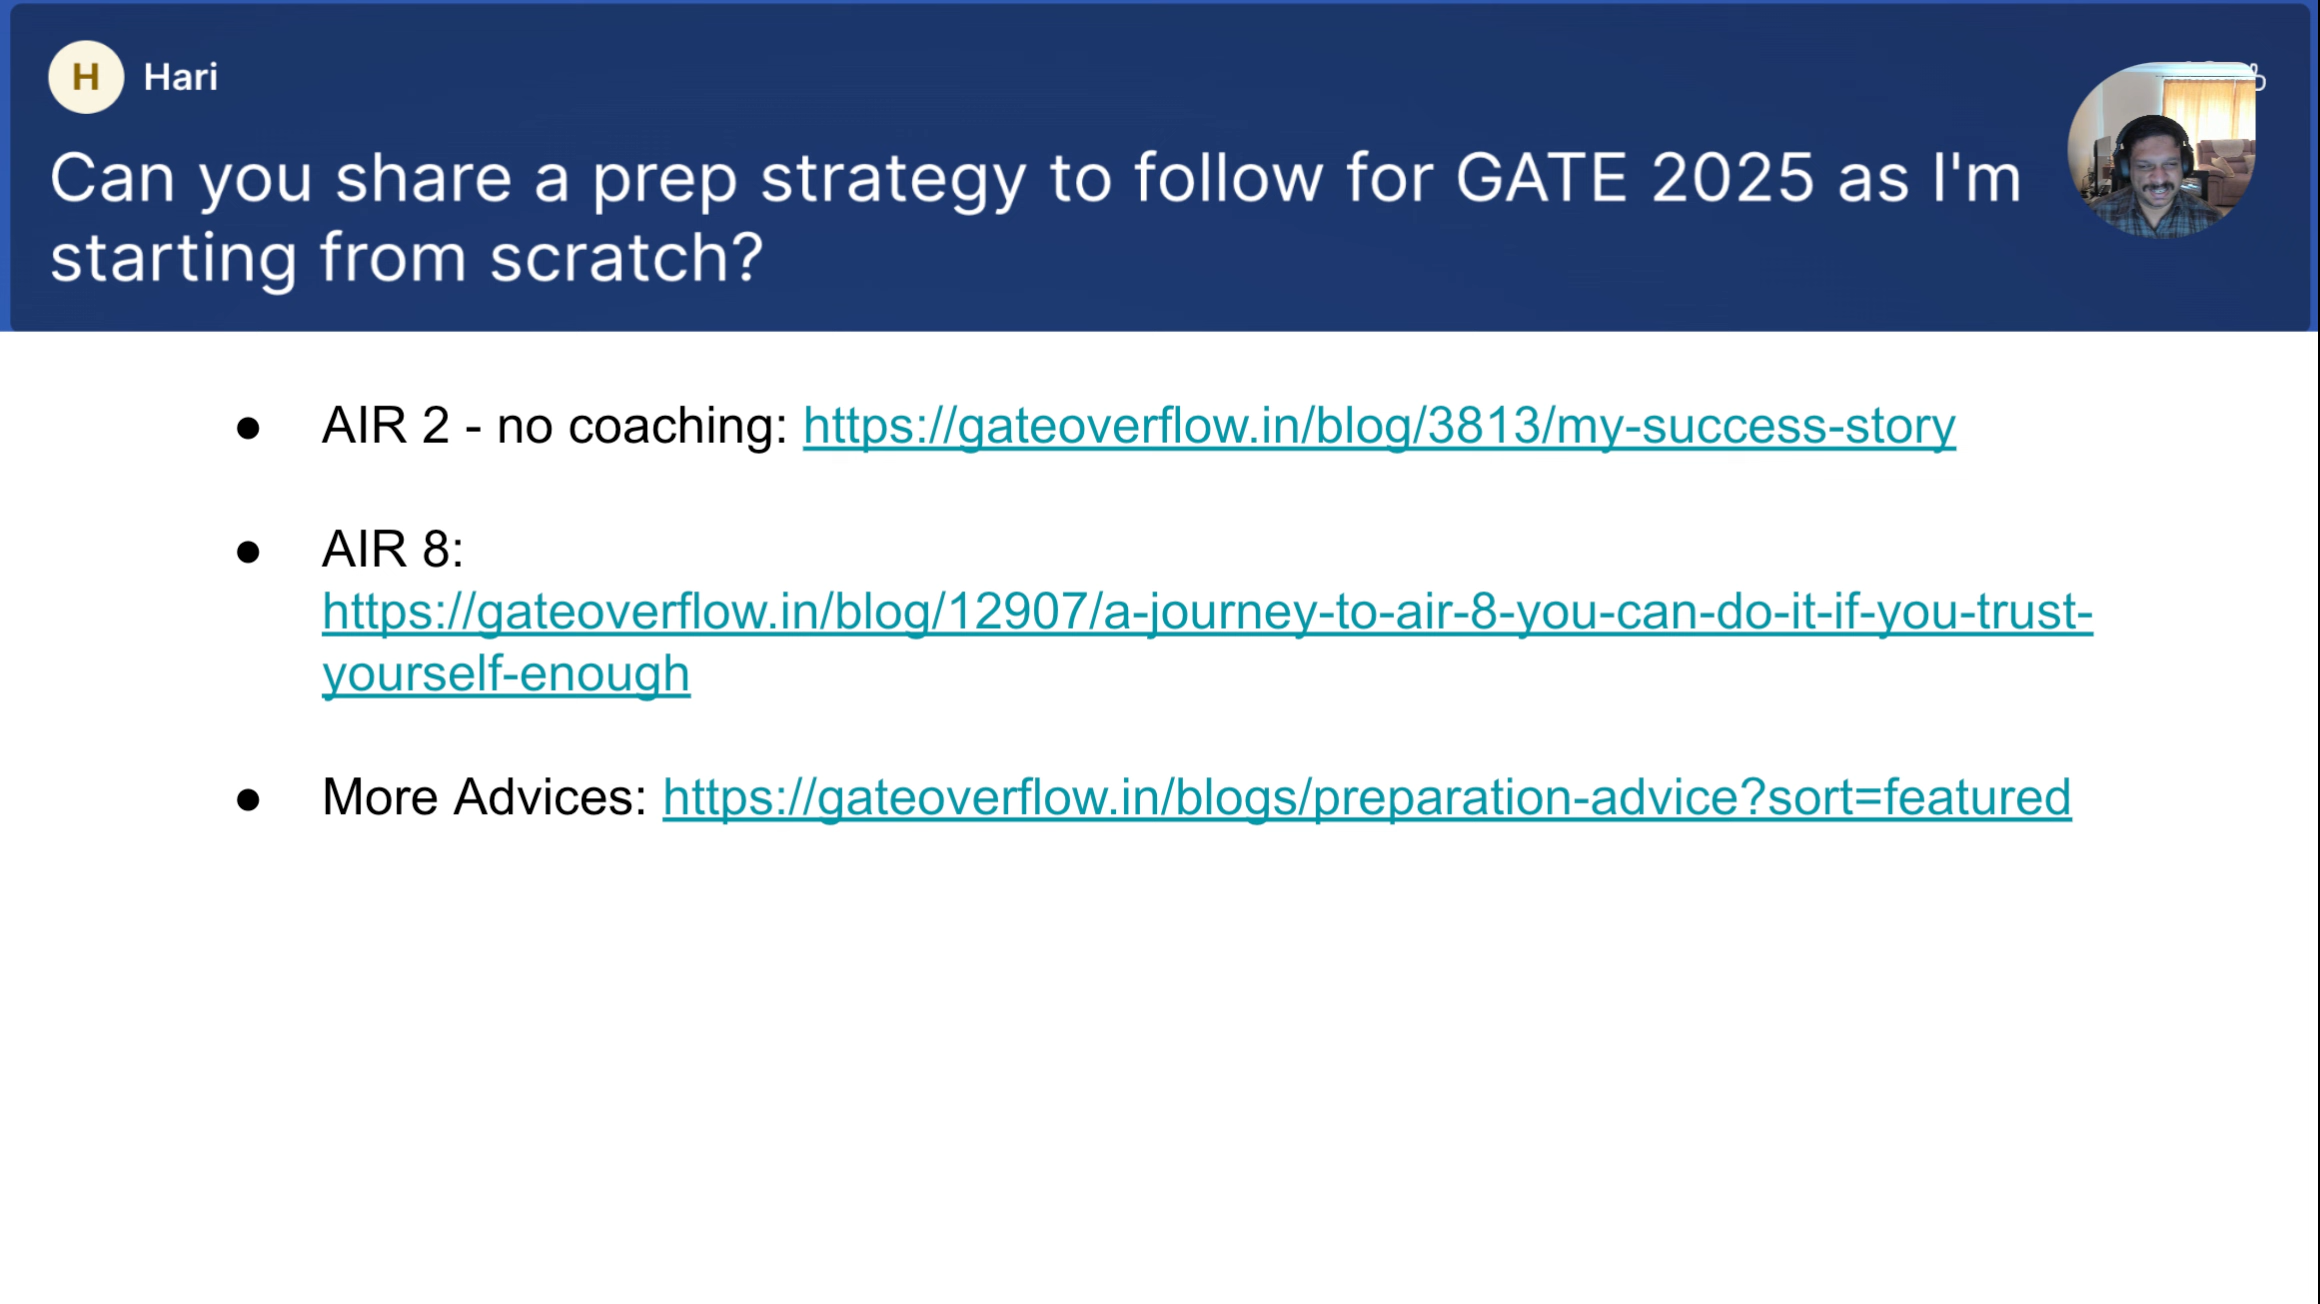 H Hari
Can you share a prep strategy to follow for GATE 2025 as I'm
starting from scratch?
● AIR 2 - no coaching: https://gateoverflow.in/blog/3813/my-success-story
● AIR 8:
https://gateoverflow.in/blog/12907/a-journey-to-air-8-you-can-do-it-if-you-trust-
yourself-enough
● More Advices: https://gateoverflow.in/blogs/preparation-advice?sort=featured